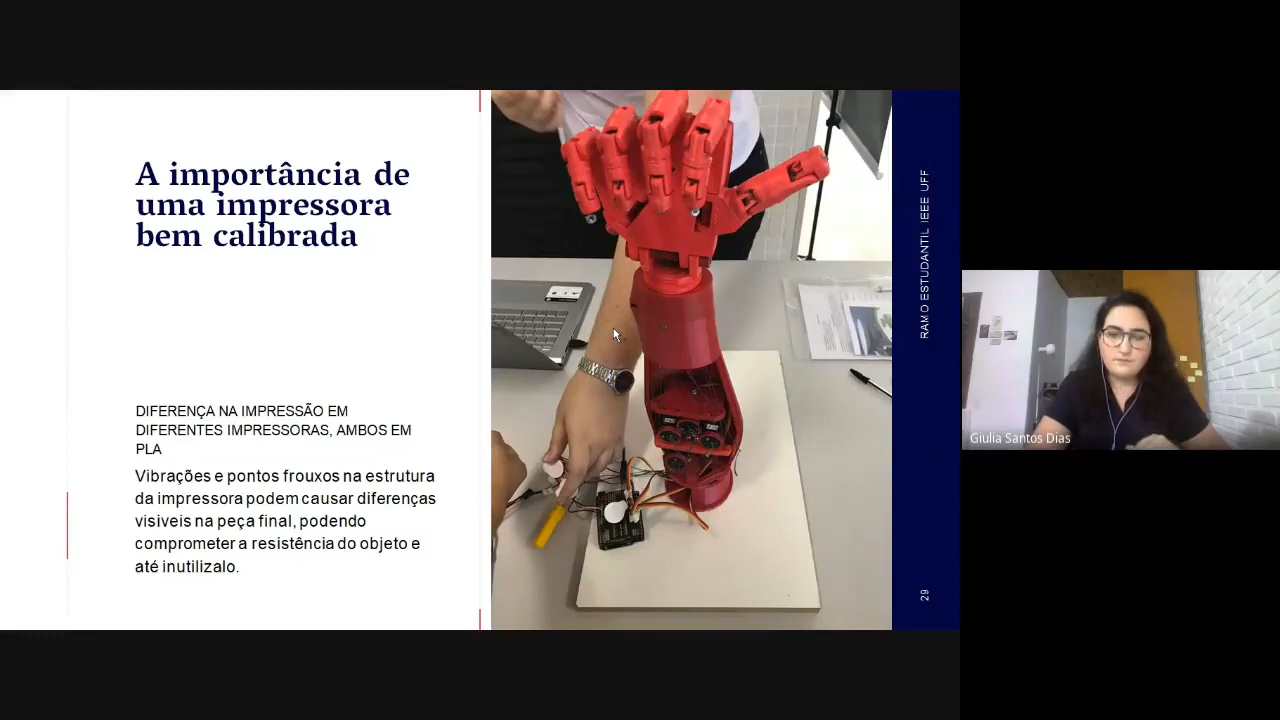 A importância de
uma impressora
bem calibrada
DIFERENÇA NA IMPRESSÃO EM
DIFERENTES IMPRESSORAS, AMBOS EM
PLA
Vibrações e pontos frouxos na estrutura
da impressora podem causar diferenças
visiveis na peça final, podendo
comprometer a resistência do objeto e
até inutilizalo.
RAMO ESTUDANTIL IEEE UFF
29
Giulia Santos Dias